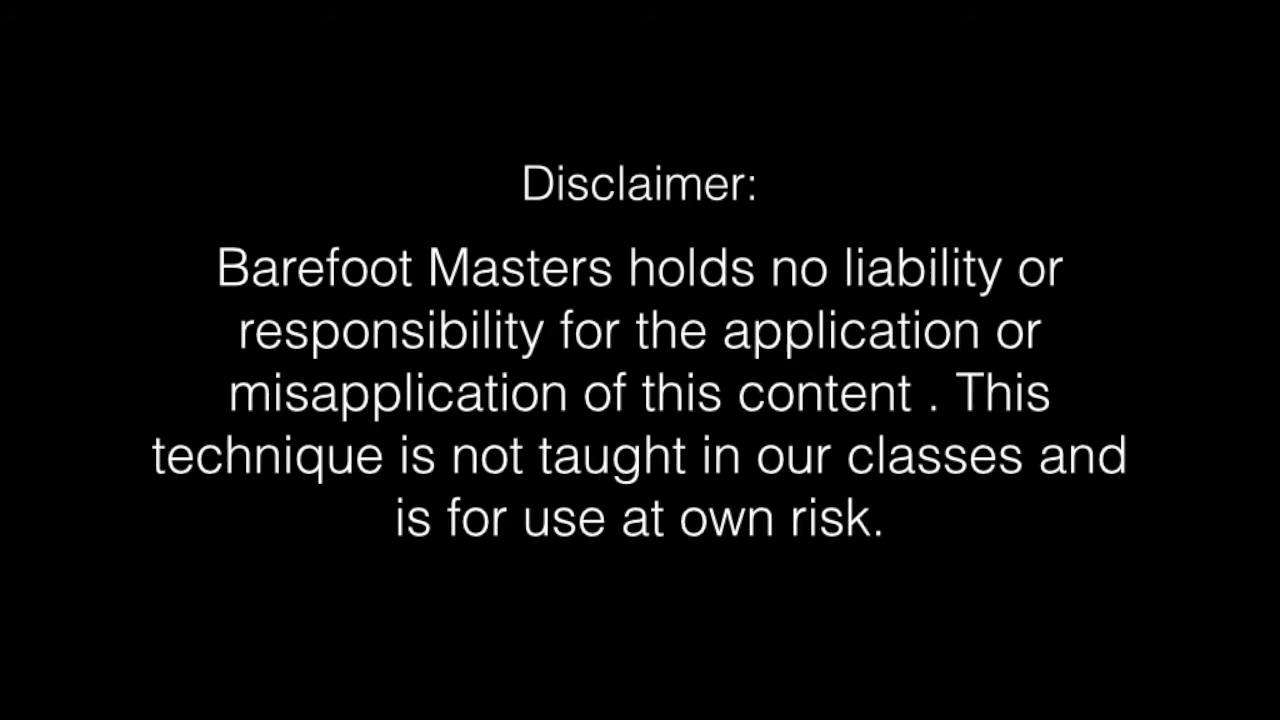 Disclaimer:
Barefoot Masters holds no liability or
responsibility for the application or
misapplication of this content . This
technique is not taught in our classes and
is for use at own risk.